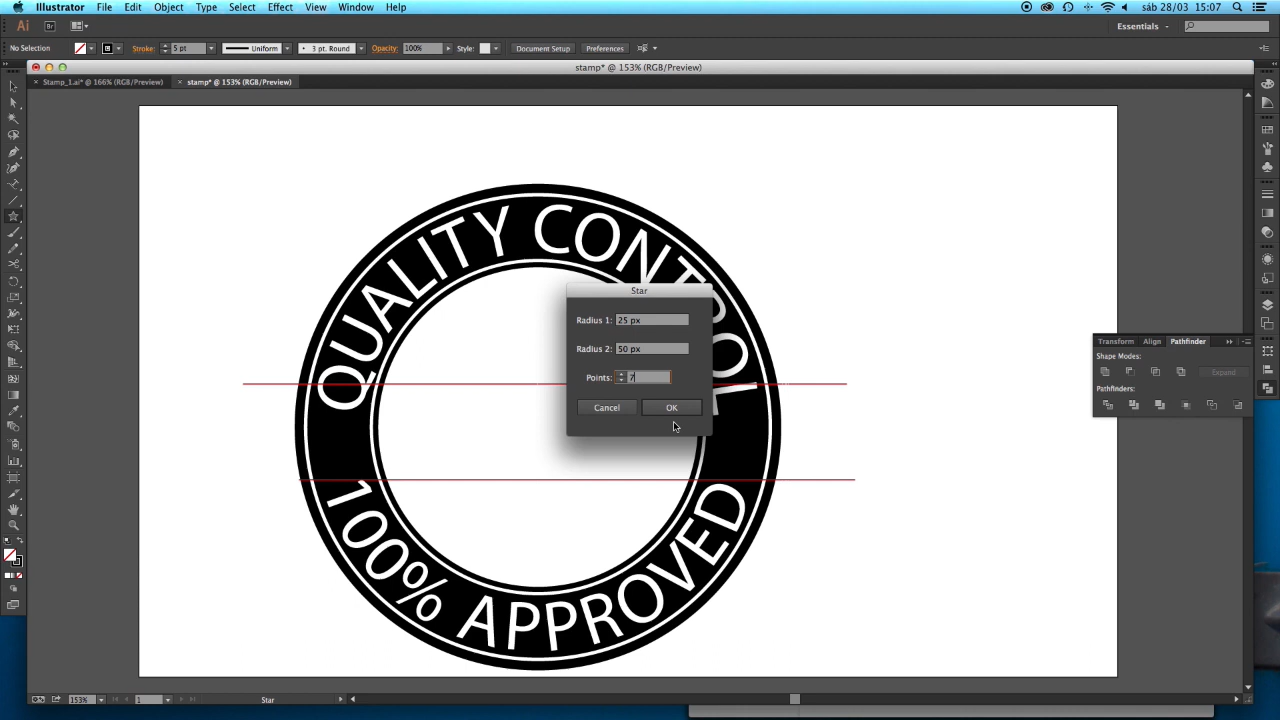 Illustrator File Edit Object Type Select Effect View Window Help
sáb 28/03 15:07
Ai Br Essentials
No Selection Stroke: 5 pt Uniform 3 pt. Round Opacity: 100% Style: Document Setup Preferences
stamp* @ 153% (RGB/Preview)
× Stamp_1.ai* @ 166% (RGB/Preview) × stamp* @ 153% (RGB/Preview)
QUALITY CONTROL
Star
Radius 1: 25 px
Radius 2: 50 px
Points: 7
Cancel OK
100% APPROVED
Transform Align Pathfinder
Shape Modes:
Expand
Pathfinders:
153% 1 Star